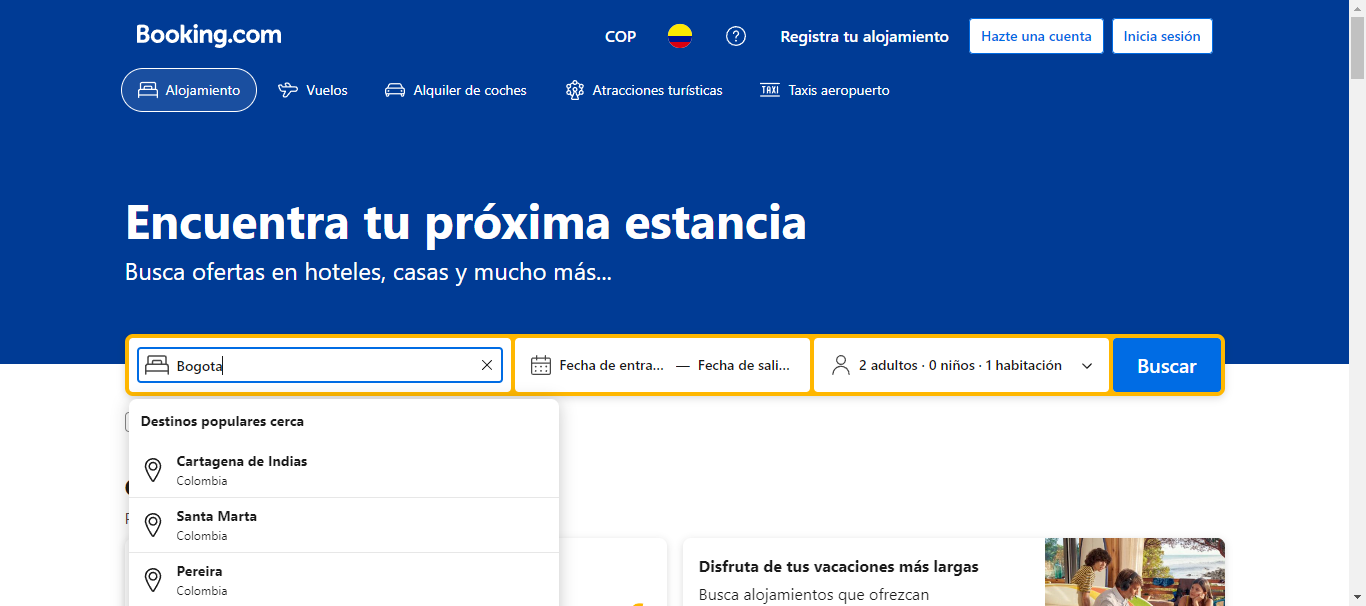 Booking.com
COP
Registra tu alojamiento
Hazte una cuenta
Inicia sesión
Alojamiento
Vuelos
Alquiler de coches
Atracciones turísticas
TAXI
Taxis aeropuerto
Encuentra tu próxima estancia
Busca ofertas en hoteles, casas y mucho más...
Bogota
Fecha de entra... — Fecha de sali...
2 adultos · 0 niños · 1 habitación
Buscar
Destinos populares cerca
Cartagena de Indias
Colombia
Santa Marta
Colombia
Pereira
Colombia
Disfruta de tus vacaciones más largas
Busca alojamientos que ofrezcan